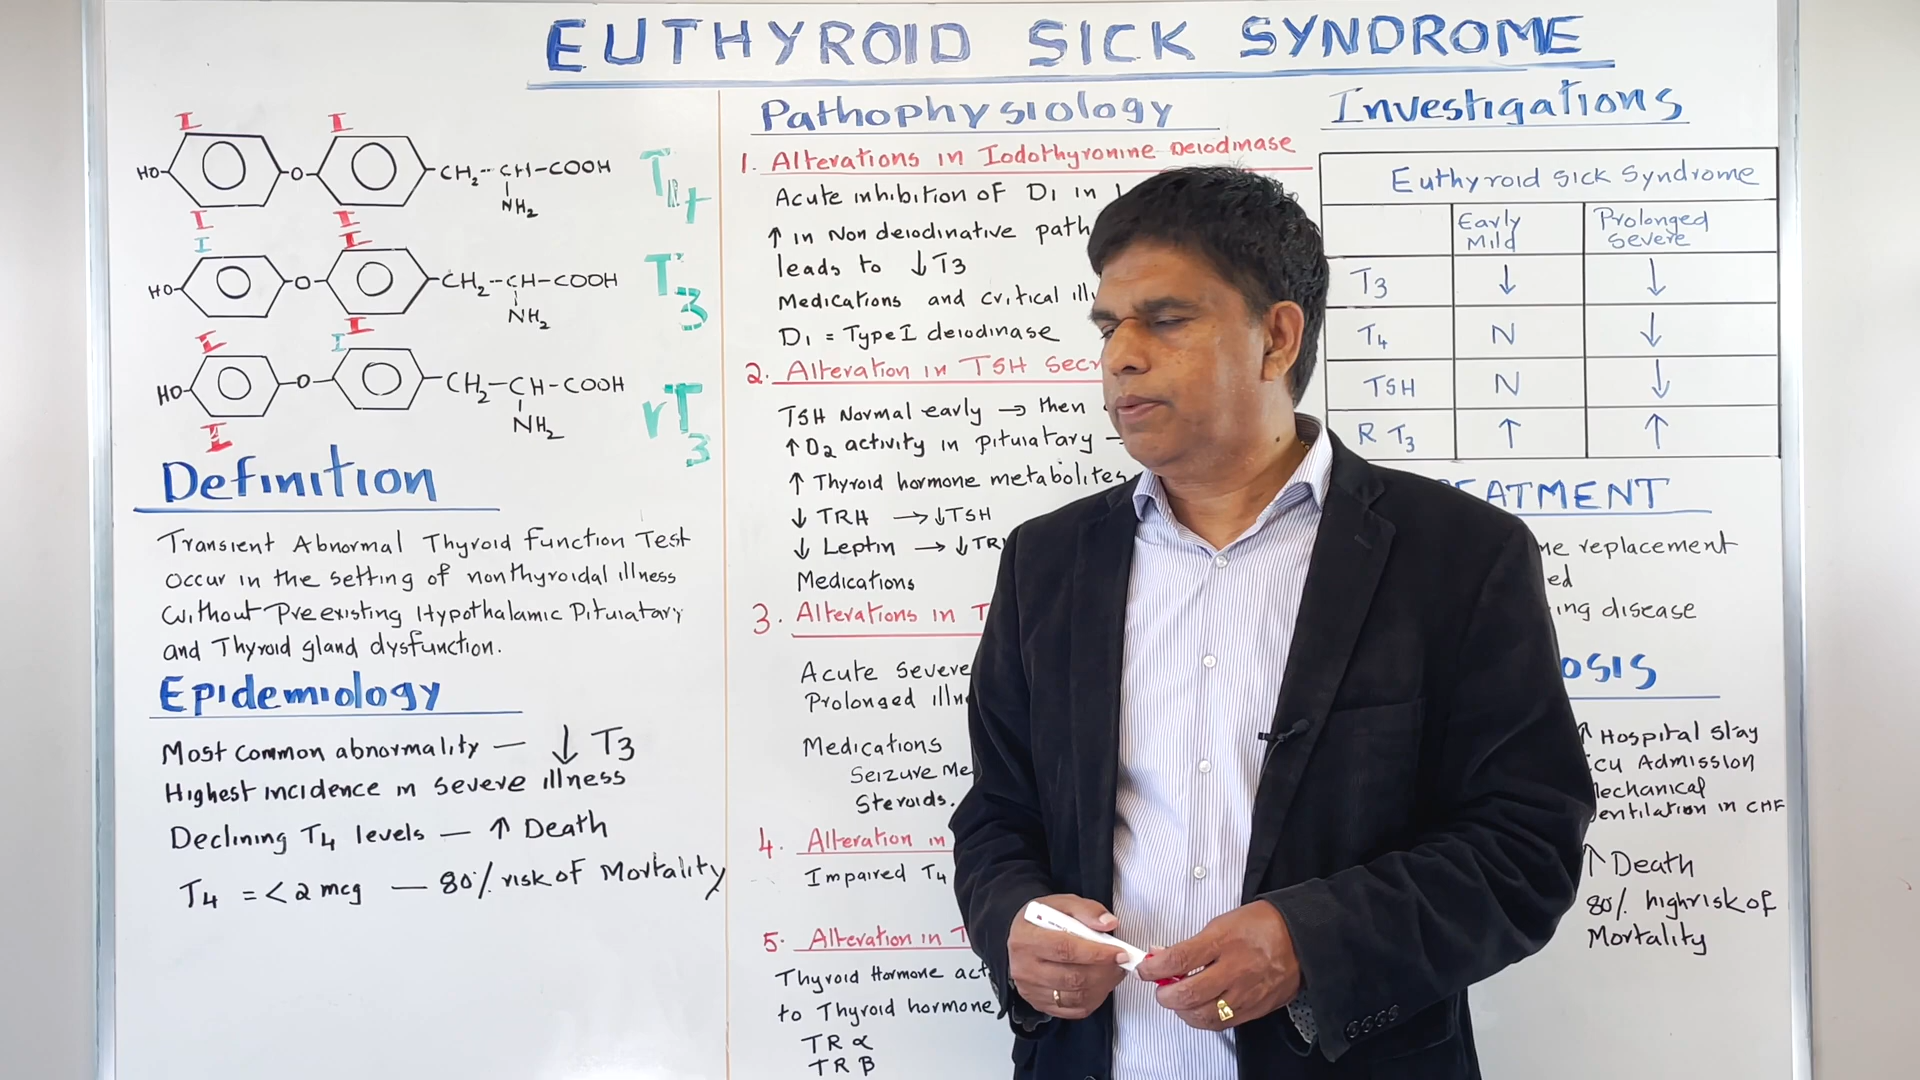 EUTHYROID SICK SYNDROME
I I
HO- -O- -CH2-CH-COOH
NH2
I I
I I
HO- -O- -CH2-CH-COOH T3
NH2
I
I I
HO- -O- -CH2-CH-COOH rT3
NH2
I
Definition
Transient Abnormal Thyroid Function Test
occur in the setting of nonthyroidal illness
without Preexisting Hypothalamic Pituiatary
and Thyroid gland dysfunction.
Epidemiology
Most common abnormality — ↓ T3
Highest incidence in severe illness
Declining T4 levels — ↑ Death
T4 = < 2 mcg — 80% risk of Mortality
Pathophysiology
1. Alterations in Iodothyronine Deiodinase
Acute inhibition of D1 in
↑ in Non deiodinative path
leads to ↓ T3
Medications and critical ill
D1 = Type I deiodinase
2. Alteration in TSH Secr
TSH Normal early → then
↑ D2 activity in pituiatary →
↑ Thyroid hormone metabolites
↓ TRH → ↓TSH
↓ Leptin → ↓TR
Medications
3. Alterations in T
Acute Severe
Prolonged illn
Medications
Seizure Me
Steroids.
4. Alteration in
Impaired T4
5. Alteration in T
Thyroid Hormone act
to Thyroid hormone
TR α
TR β
Investigations
Euthyroid Sick Syndrome
Early Mild Prolonged Severe
T3 ↓ ↓
T4 N ↓
TSH N ↓
R T3 ↑ ↑
EATMENT
me replacement
ed
ing disease
OSIS
↑ Hospital Stay
ICU Admission
Mechanical
Ventilation in CHF
↑ Death
80% high risk of
Mortality